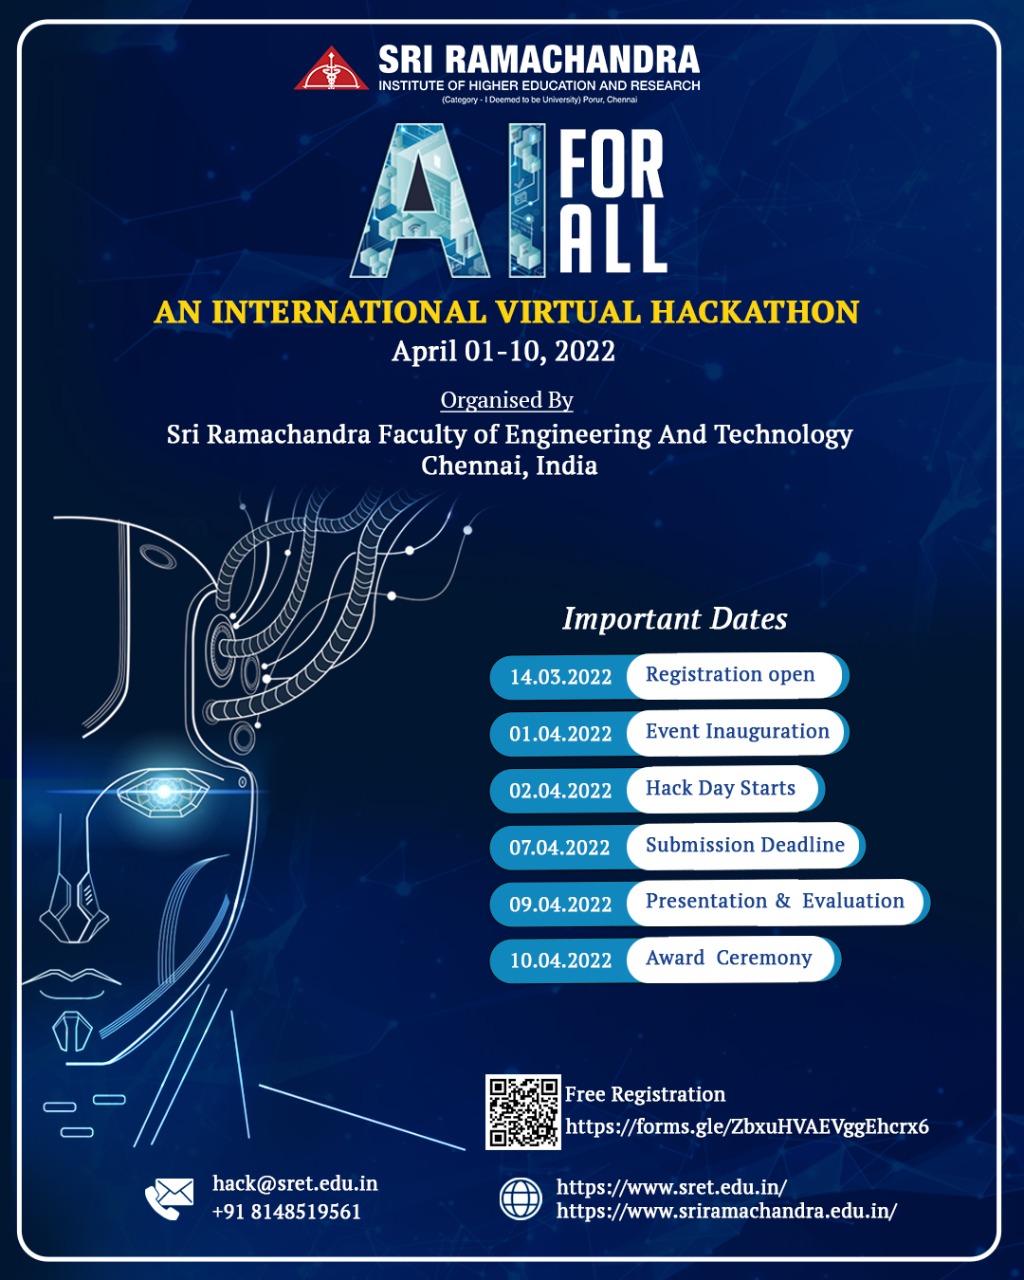 SRI RAMACHANDRA
INSTITUTE OF HIGHER EDUCATION AND RESEARCH
(Category - I Deemed to be University) Porur, Chennai
AI FOR ALL
AN INTERNATIONAL VIRTUAL HACKATHON
April 01-10, 2022
Organised By
Sri Ramachandra Faculty of Engineering And Technology
Chennai, India
Important Dates
14.03.2022 Registration open
01.04.2022 Event Inauguration
02.04.2022 Hack Day Starts
07.04.2022 Submission Deadline
09.04.2022 Presentation & Evaluation
10.04.2022 Award Ceremony
Free Registration
https://forms.gle/ZbxuHVAEVggEhcrx6
hack@sret.edu.in
+91 8148519561
https://www.sret.edu.in/
https://www.sriramachandra.edu.in/